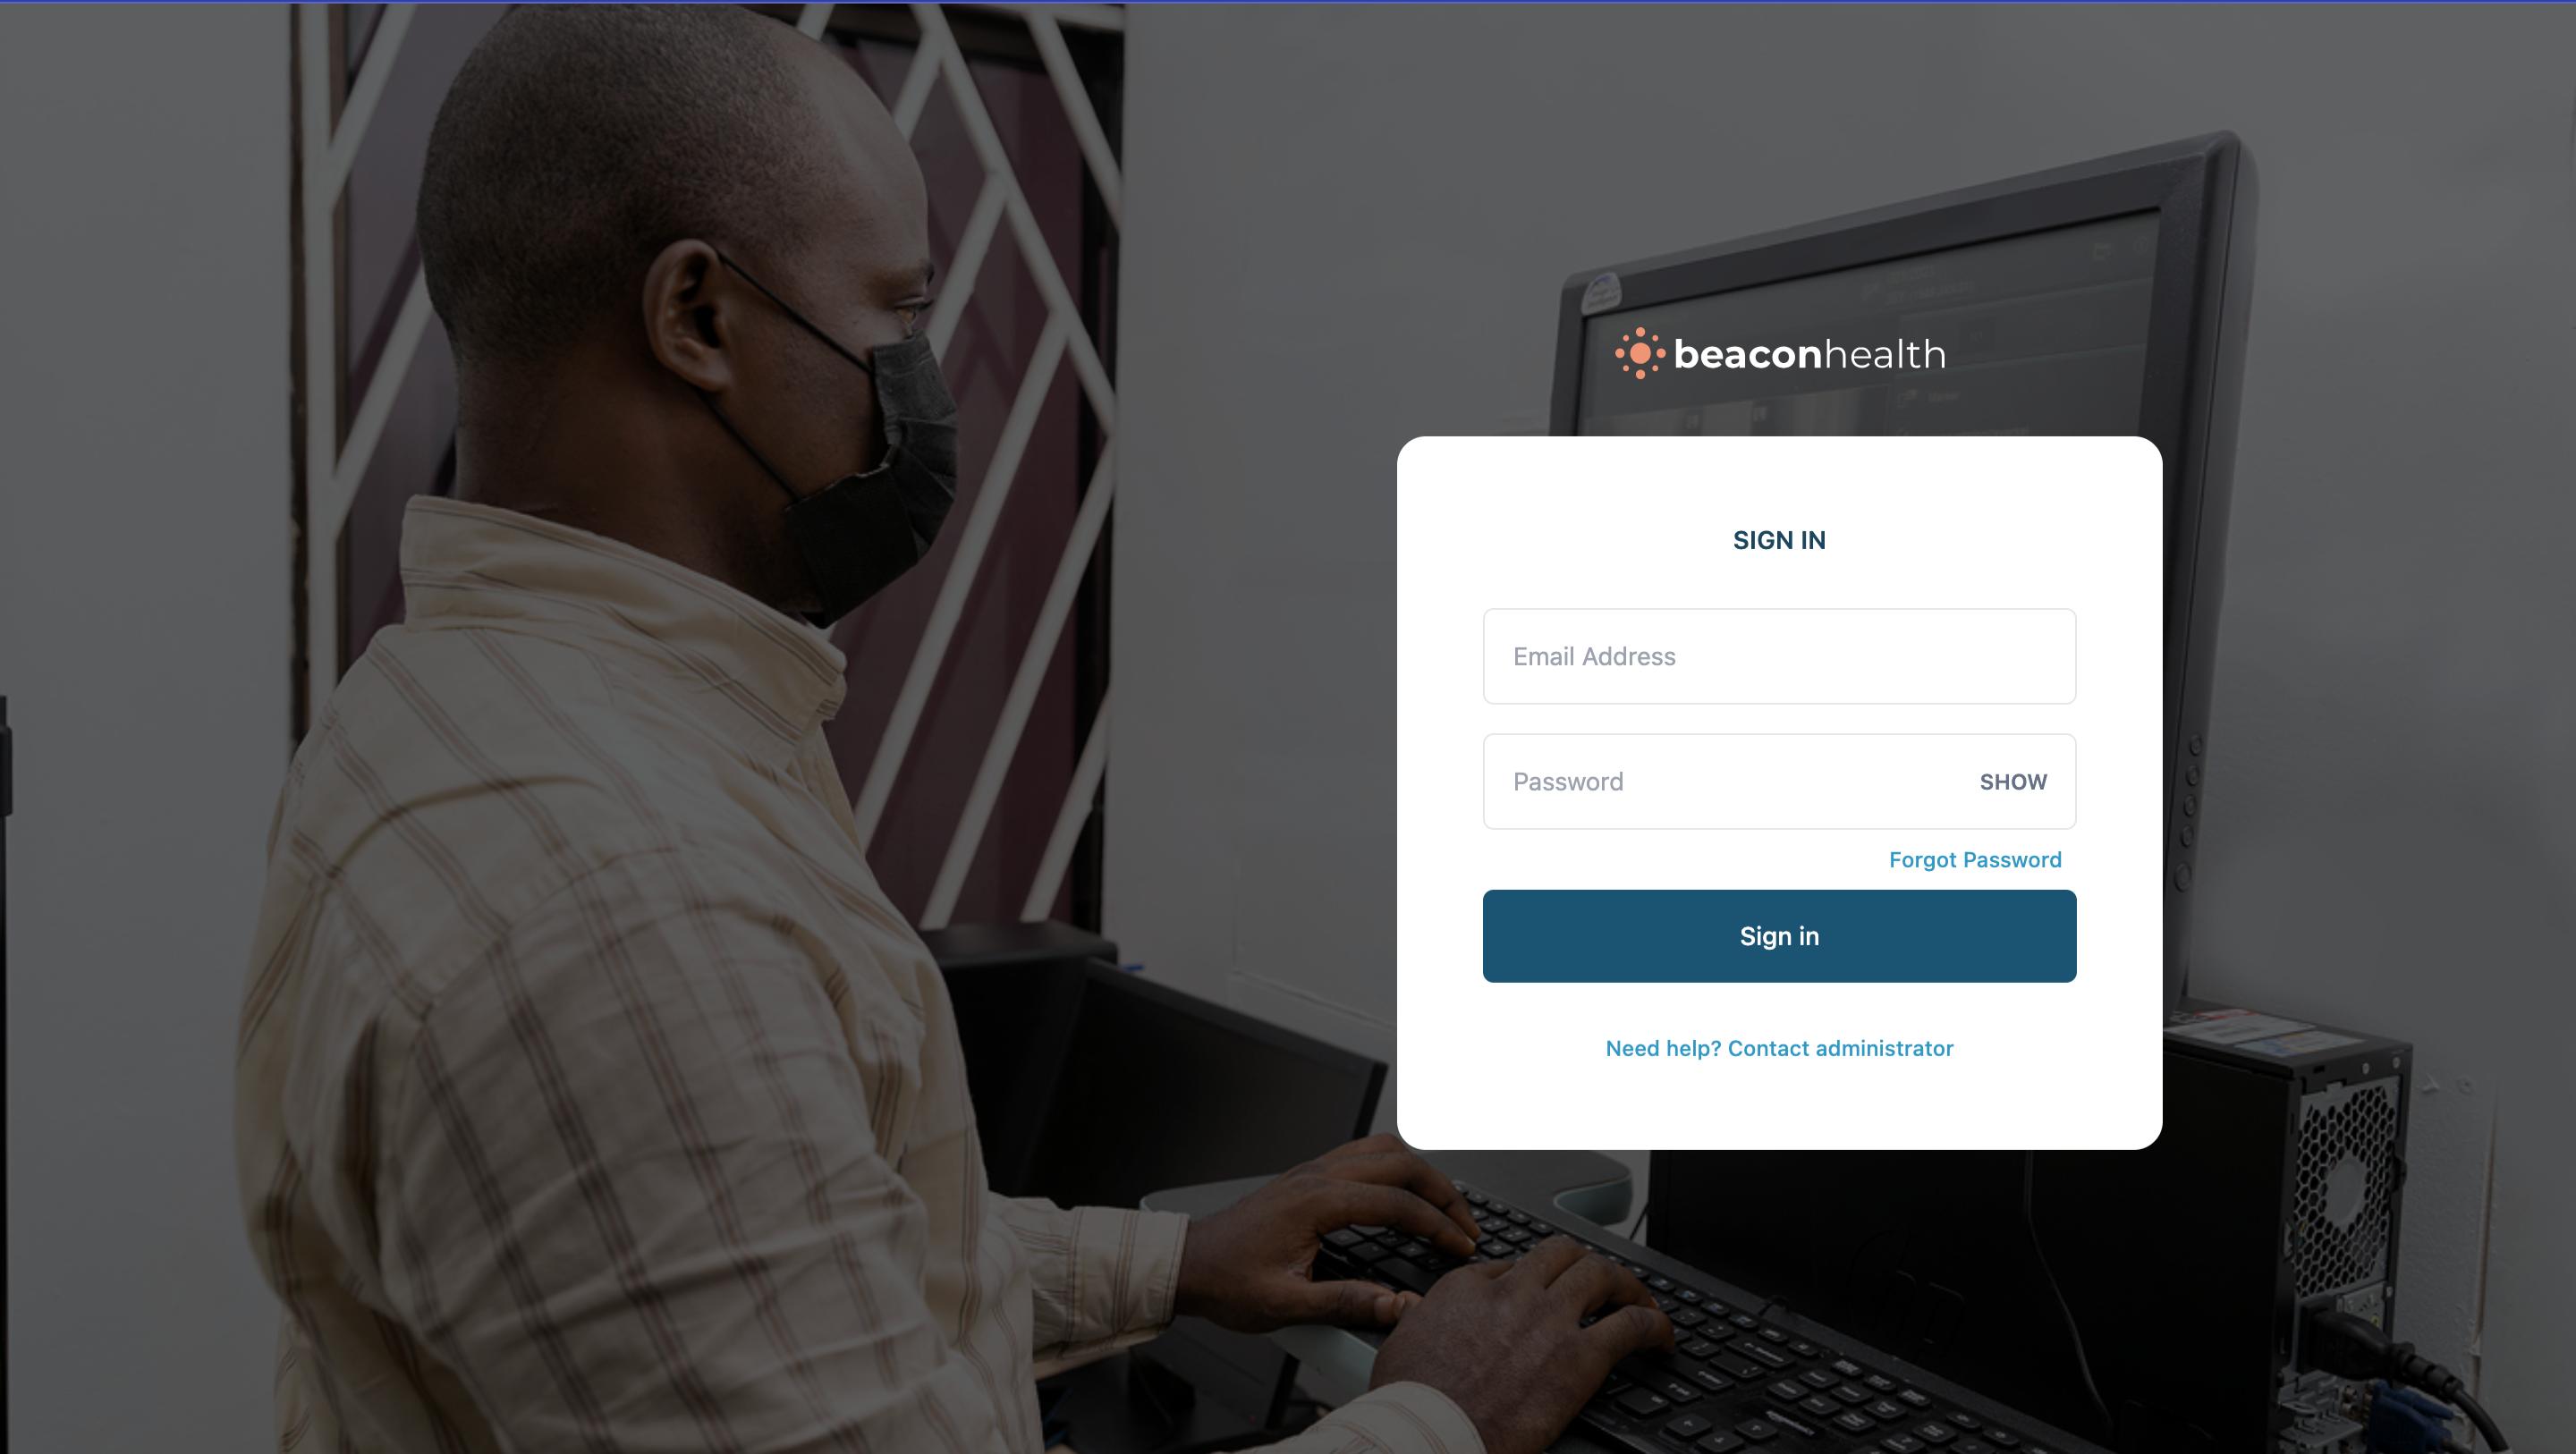 beaconhealth
SIGN IN
Email Address
Password SHOW
Forgot Password
Sign in
Need help? Contact administrator